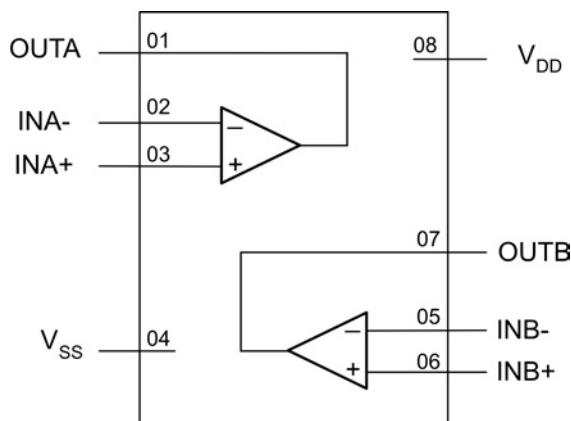 OUTA 01
08 VDD
INA- 02
−
INA+ 03
+
07 OUTB
VSS 04
05 INB-
−
06 INB+
+